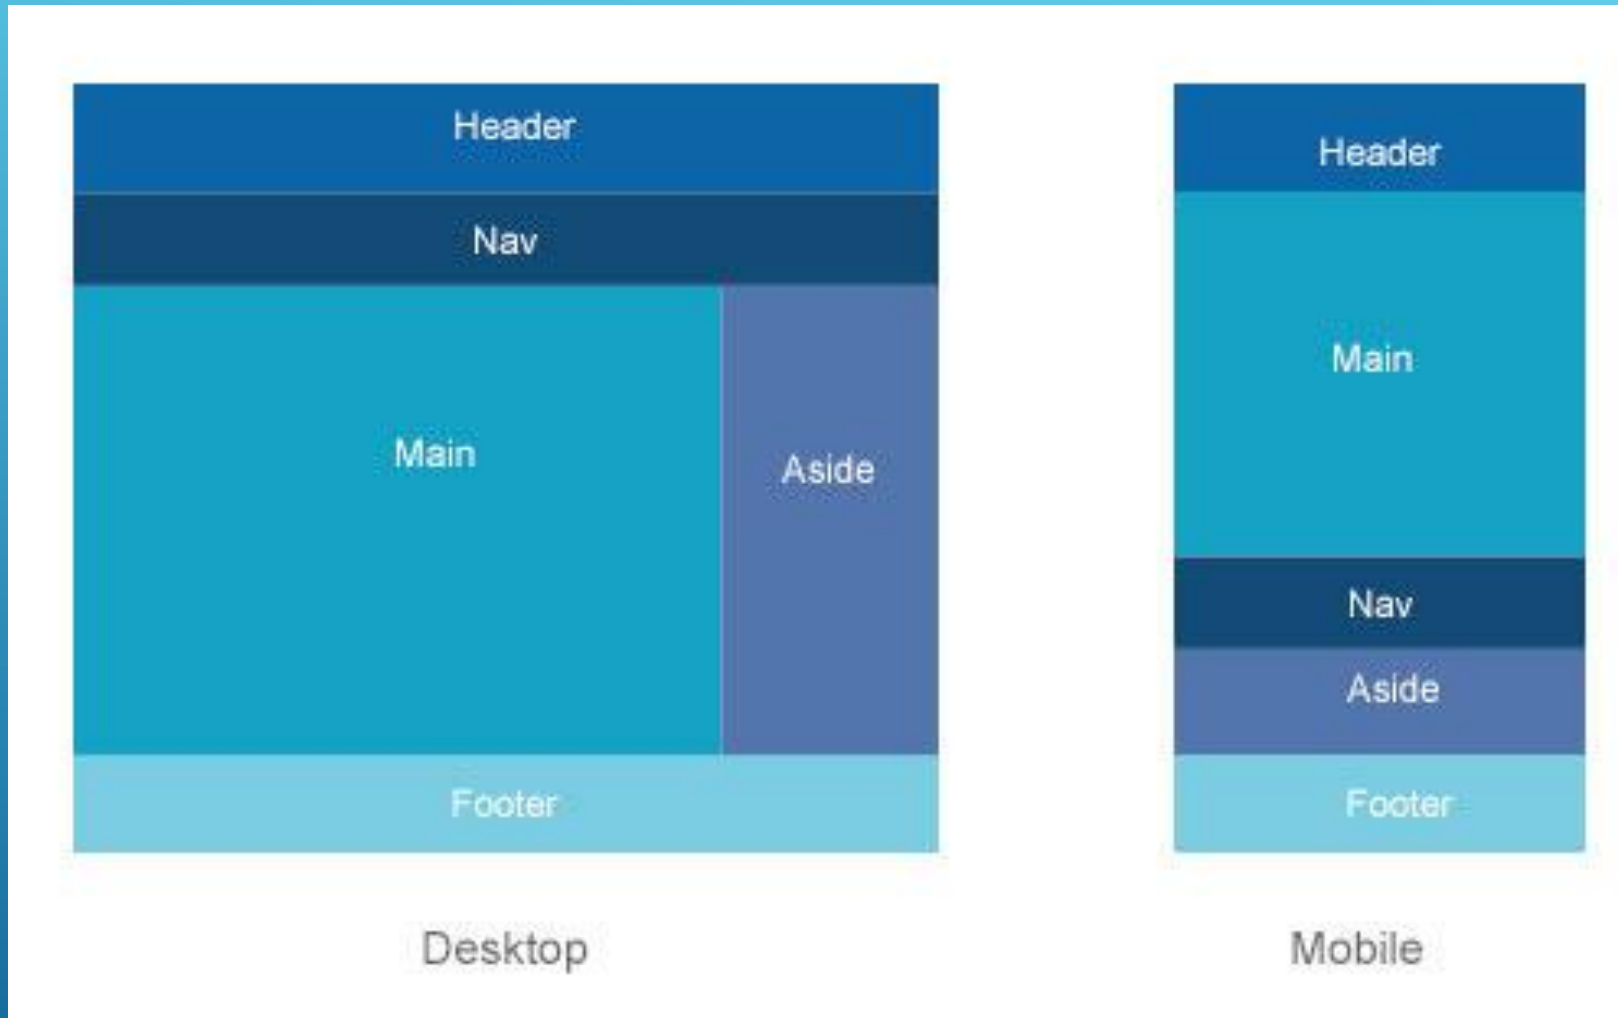 Header
Nav
Main
Aside
Footer
Desktop
Header
Main
Nav
Aside
Footer
Mobile